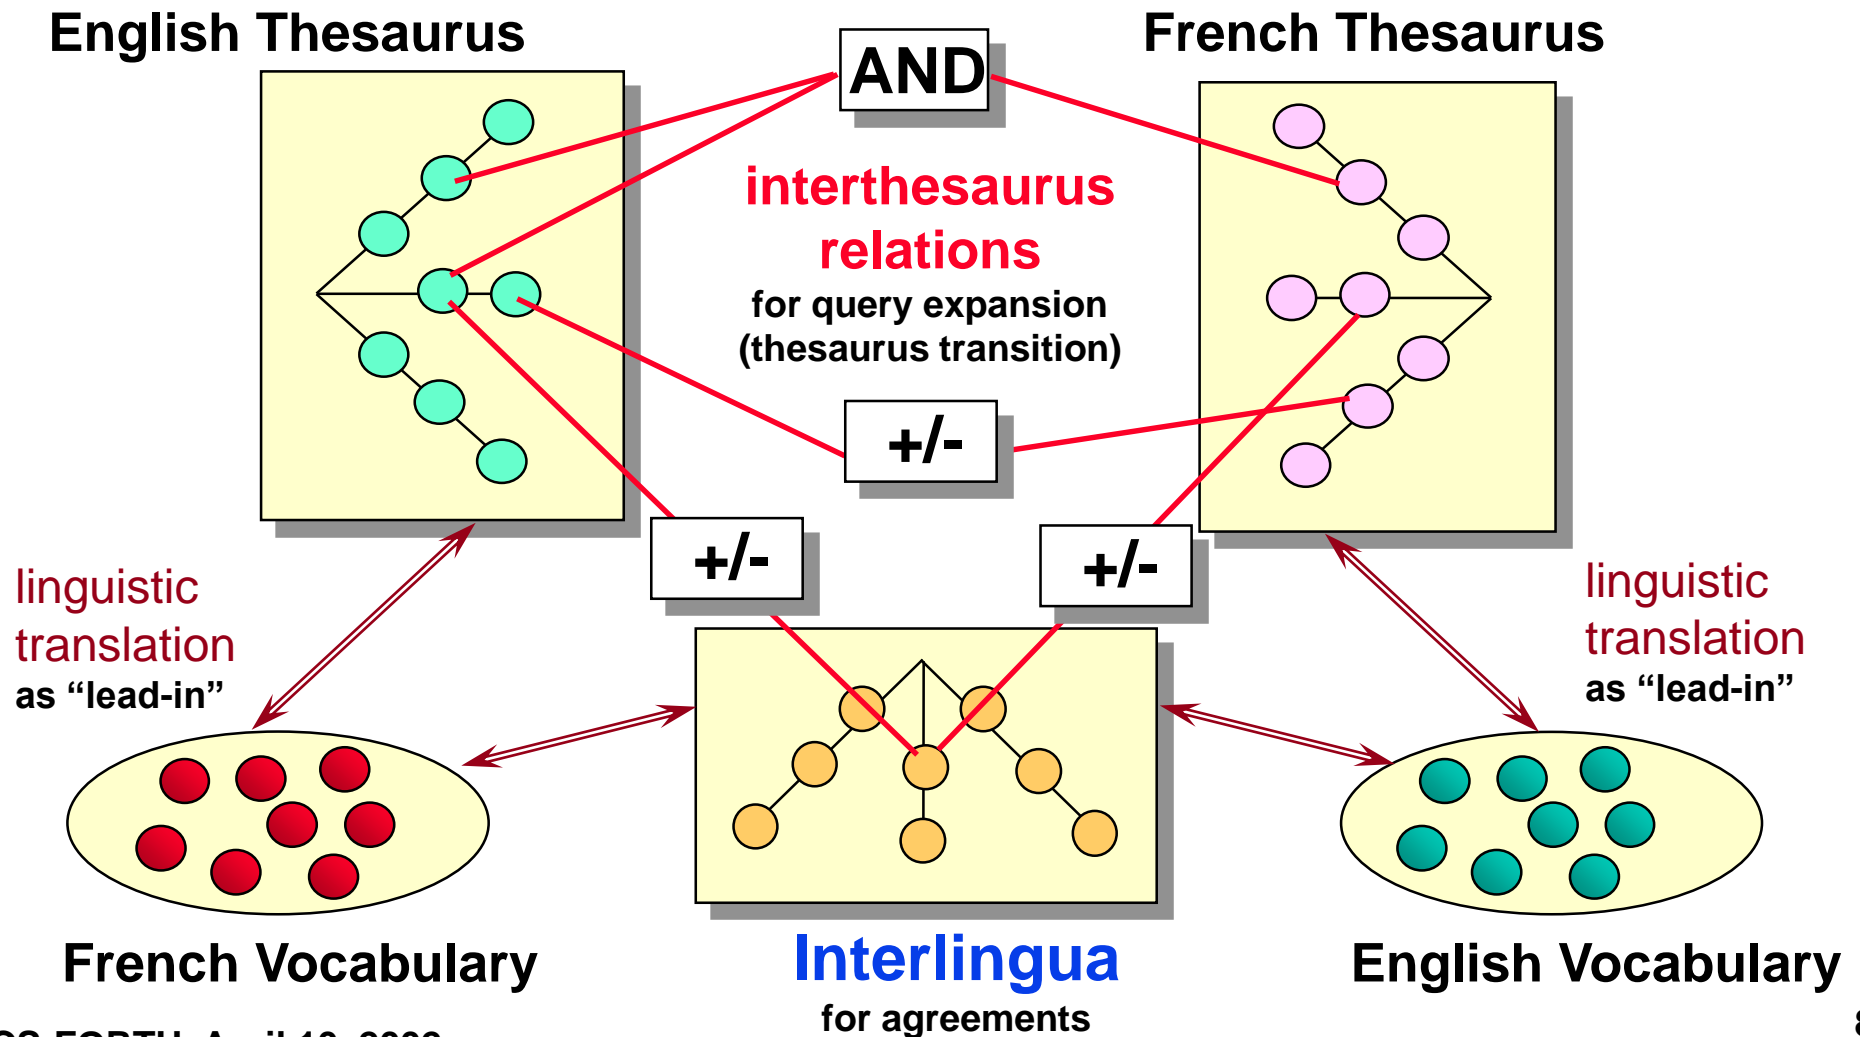 English Thesaurus
French Thesaurus
AND
interthesaurus
relations
for query expansion
(thesaurus transition)
+/-
+/-
+/-
linguistic
translation
as “lead-in”
linguistic
translation
as “lead-in”
French Vocabulary
Interlingua
for agreements
English Vocabulary